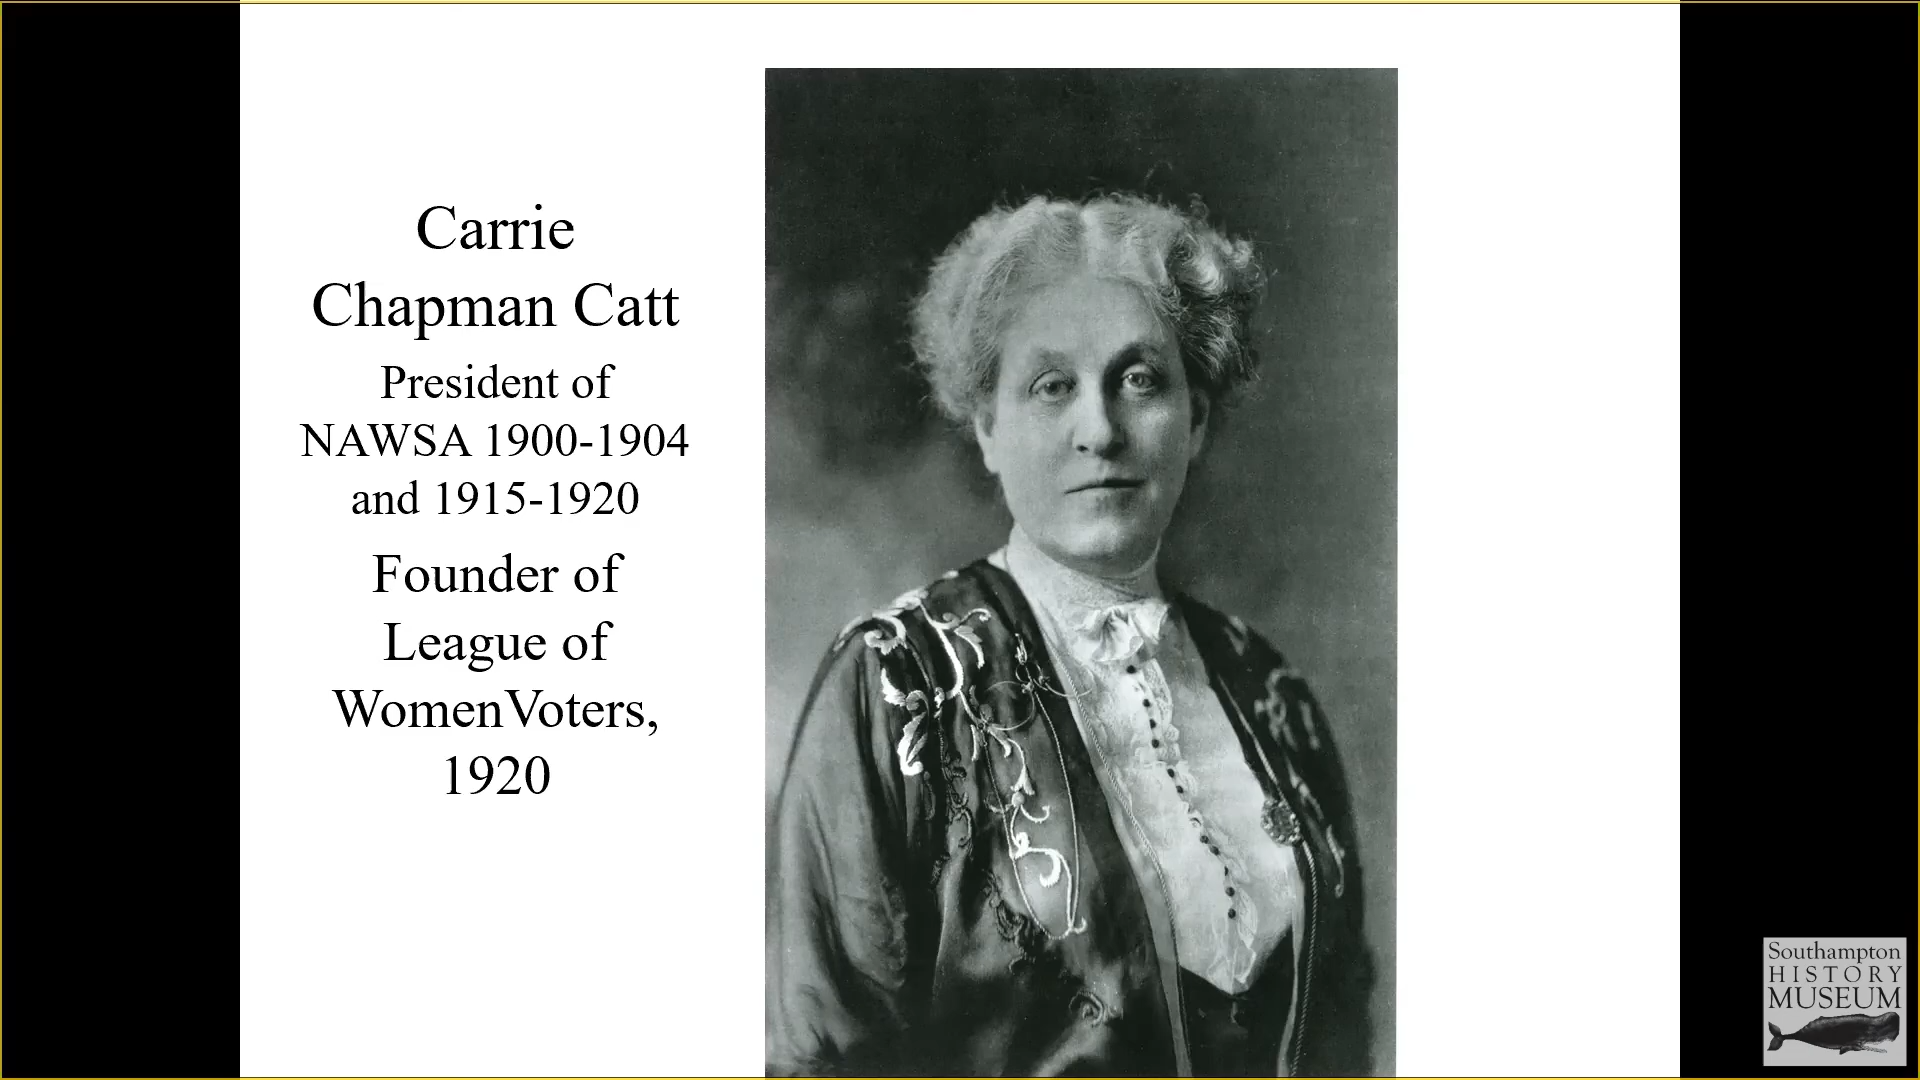 Carrie
Chapman Catt
President of
NAWSA 1900-1904
and 1915-1920
Founder of
League of
WomenVoters,
1920
Southampton
HISTORY
MUSEUM